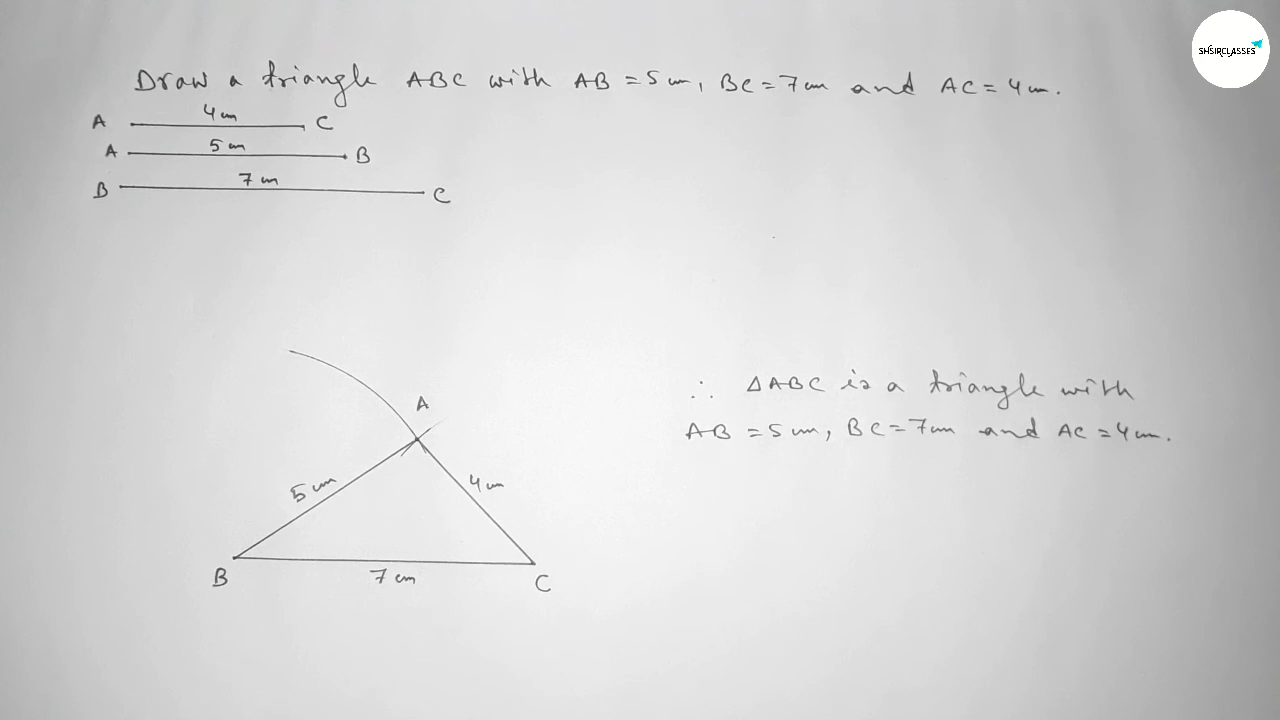 SHSIRCLASSES
Draw a triangle ABC with AB = 5 cm, BC = 7 cm and AC = 4 cm.
A 4 cm C
A 5 cm B
B 7 cm C
A
5 cm 4 cm
B 7 cm C
∴ △ABC is a triangle with
AB = 5 cm, BC = 7 cm and AC = 4 cm.